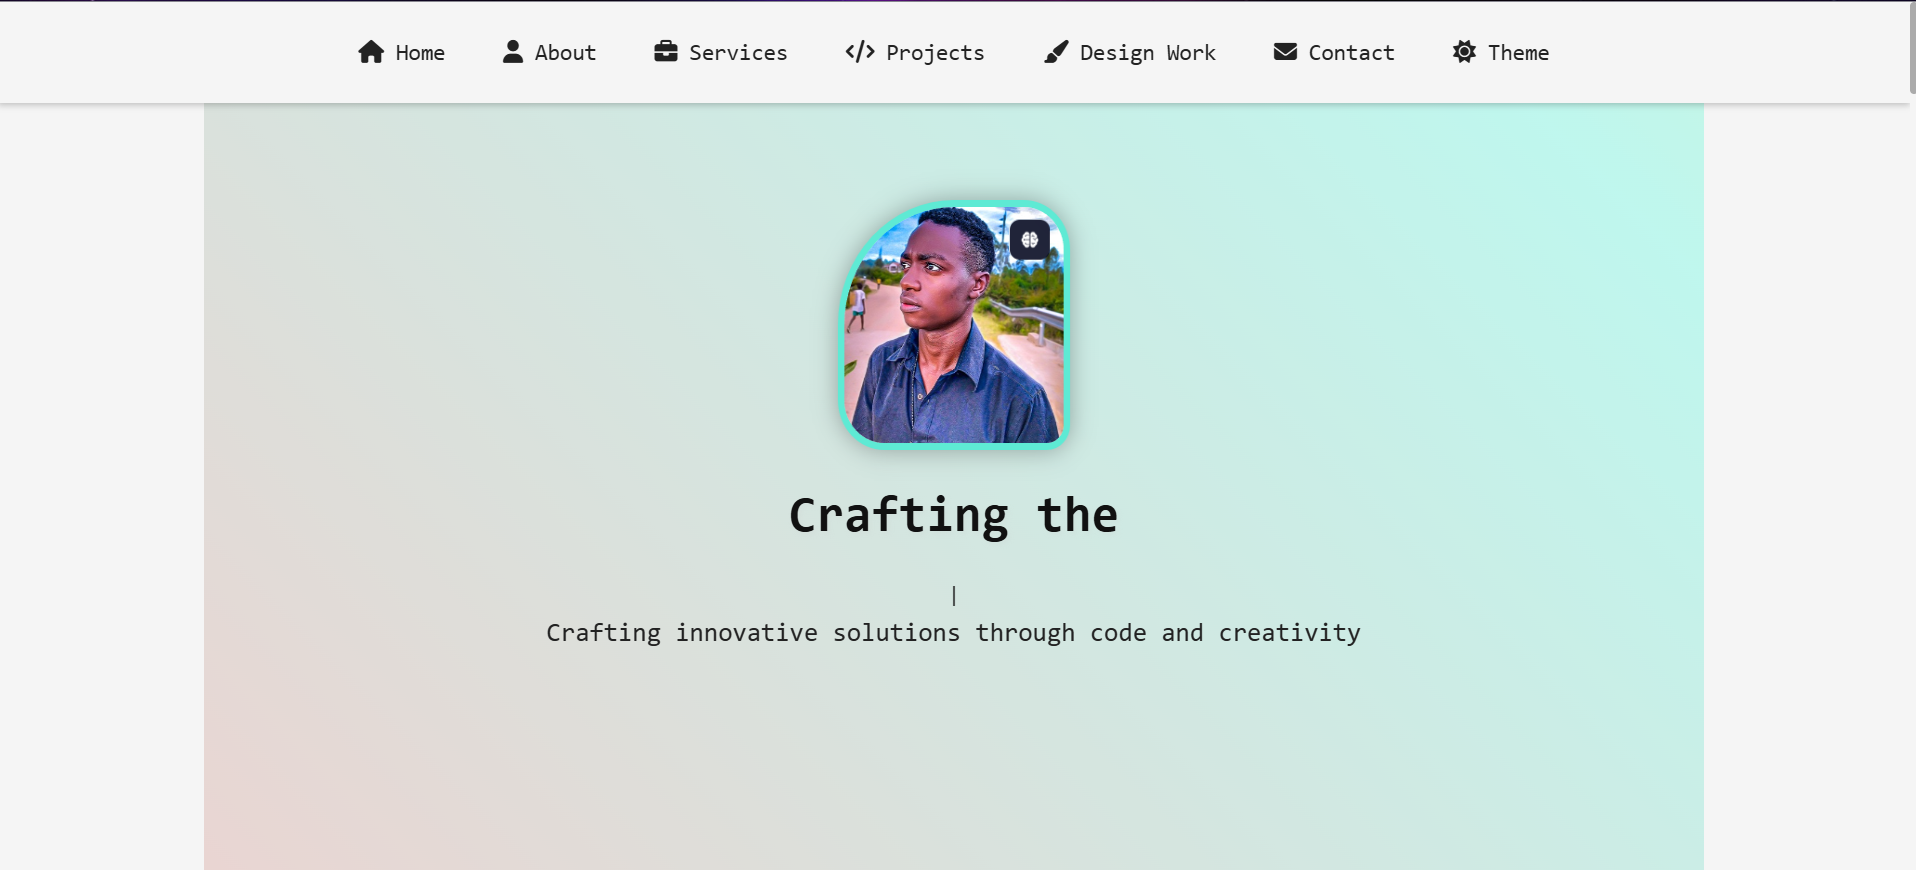 Home About Services Projects Design Work Contact Theme
Crafting the
|
Crafting innovative solutions through code and creativity